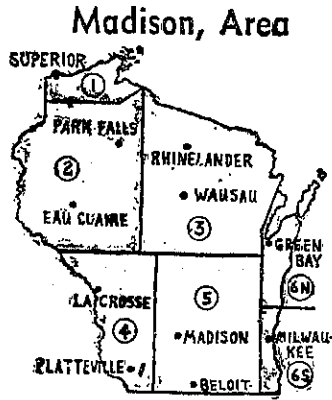 Madison, Area
SUPERIOR
1
PARK FALLS
RHINELANDER
2
WAUSAU
EAU CLAIRE
3
GREEN
BAY
6N
LA CROSSE
5
4
MADISON
MILWAU-
KEE
PLATTEVILLE
6S
BELOIT